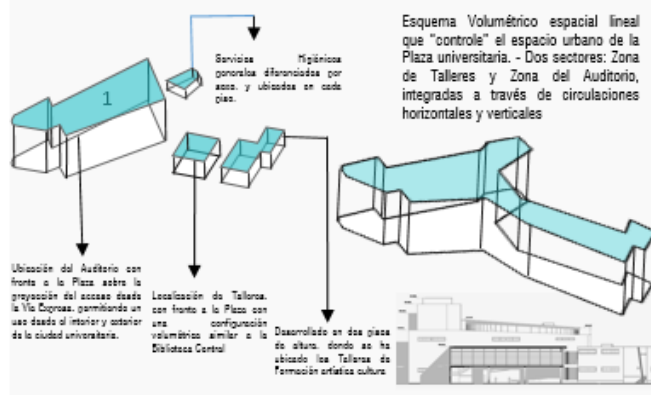 Esquema Volumétrico espacial lineal
que "controle" el espacio urbano de la
Plaza universitaria. - Dos sectores: Zona
de Talleres y Zona del Auditorio,
integradas a través de circulaciones
horizontales y verticales
Servicios Higiénicos
generales diferenciados por
sexo, y ubicados en cada
piso.
1
Ubicación del Auditorio con
frente a la Plaza sobre la
proyección del acceso desde
la Vía Expresa, permitiendo un
uso desde el interior y exterior
de la ciudad universitaria.
Localización de Talleres,
con frente a la Plaza con
una configuración
volumétrica similar a la
Biblioteca Central
Desarrollado en dos pisos
de altura, donde se ha
ubicado los Talleres de
Formación artística cultura